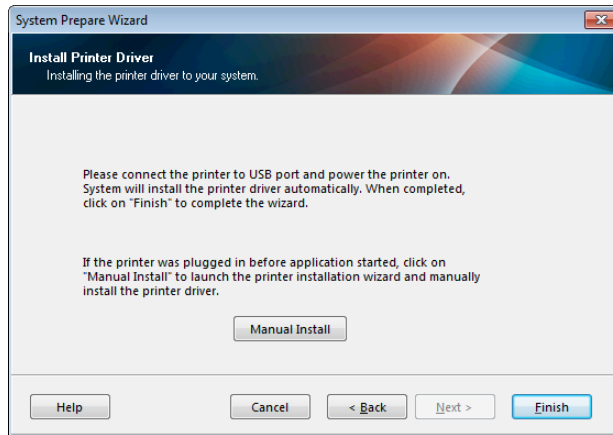 System Prepare Wizard
Install Printer Driver
Installing the printer driver to your system.
Please connect the printer to USB port and power the printer on.
System will install the printer driver automatically. When completed,
click on "Finish" to complete the wizard.
If the printer was plugged in before application started, click on
"Manual Install" to launch the printer installation wizard and manually
install the printer driver.
Manual Install
Help
Cancel
< Back
Next >
Finish